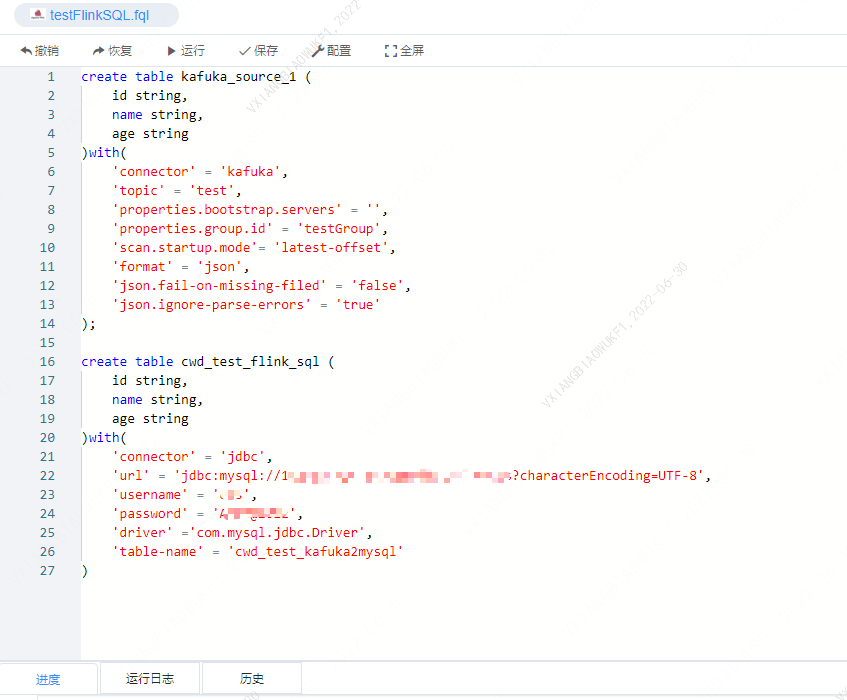 testFlinkSQL.fql
撤销 恢复 运行 保存 配置 全屏
1 create table kafuka_source_1 (
2 id string,
3 name string,
4 age string
5 )with(
6 'connector' = 'kafuka',
7 'topic' = 'test',
8 'properties.bootstrap.servers' = '',
9 'properties.group.id' = 'testGroup',
10 'scan.startup.mode'= 'latest-offset',
11 'format' = 'json',
12 'json.fail-on-missing-filed' = 'false',
13 'json.ignore-parse-errors' = 'true'
14 );
15
16 create table cwd_test_flink_sql (
17 id string,
18 name string,
19 age string
20 )with(
21 'connector' = 'jdbc',
22 'url' = 'jdbc:mysql://1 ?characterEncoding=UTF-8',
23 'username' = ' ',
24 'password' = ' ',
25 'driver' ='com.mysql.jdbc.Driver',
26 'table-name' = 'cwd_test_kafuka2mysql'
27 )
VXIANGBIAOWUKF1,2022-06-30
进度 运行日志 历史